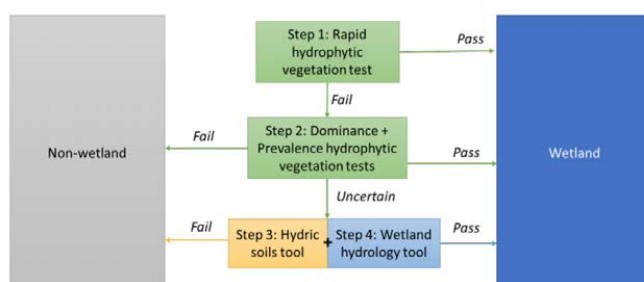 Step 1: Rapid
hydrophytic
vegetation test
Pass
Fail
Non-wetland
Fail
Step 2: Dominance +
Prevalence hydrophytic
vegetation tests
Pass
Wetland
Uncertain
Fail
Step 3: Hydric
soils tool
+
Step 4: Wetland
hydrology tool
Pass